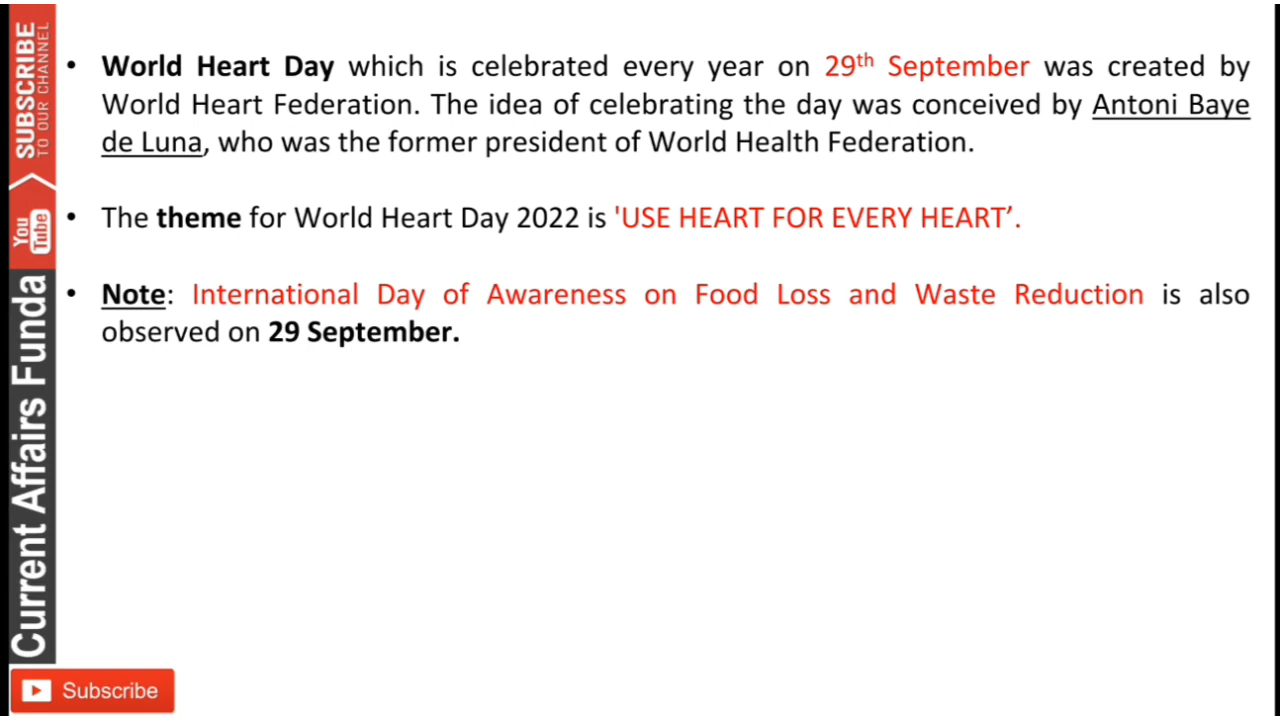 SUBSCRIBE
TO OUR CHANNEL
You
Tube
Current Affairs Funda
• World Heart Day which is celebrated every year on 29th September was created by
World Heart Federation. The idea of celebrating the day was conceived by Antoni Baye
de Luna, who was the former president of World Health Federation.
• The theme for World Heart Day 2022 is 'USE HEART FOR EVERY HEART’.
• Note: International Day of Awareness on Food Loss and Waste Reduction is also
observed on 29 September.
Subscribe